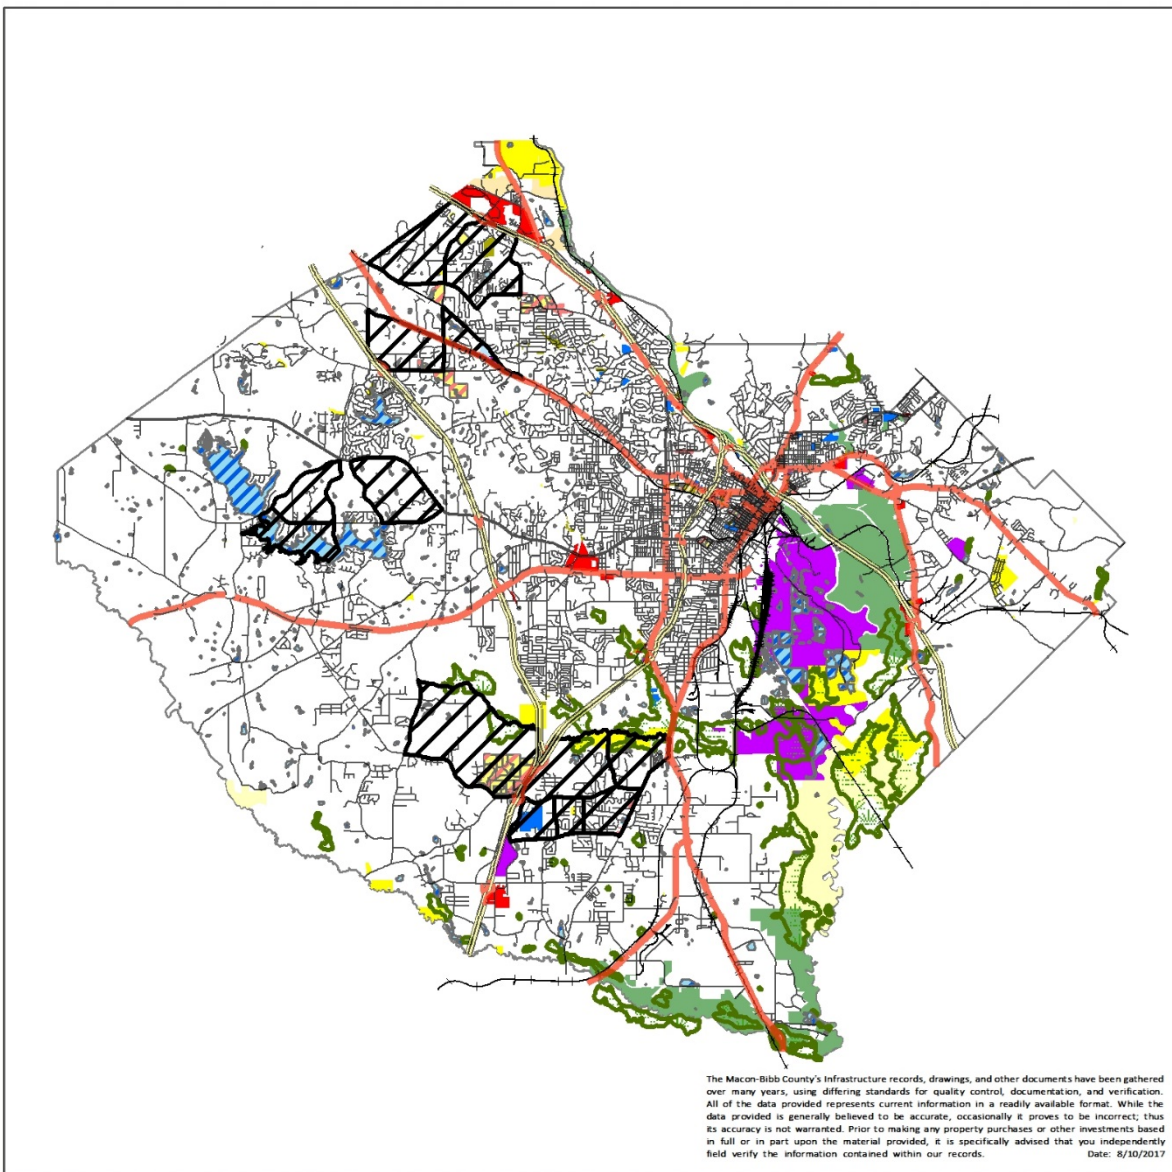 The Macon-Bibb County's Infrastructure records, drawings, and other documents have been gathered
over many years, using differing standards for quality control, documentation, and verification.
All of the data provided represents current information in a readily available format. While the
data provided is generally believed to be accurate, occasionally it proves to be incorrect; thus
its accuracy is not warranted. Prior to making any property purchases or other investments based
in full or in part upon the material provided, it is specifically advised that you independently
field verify the information contained within our records. Date: 8/10/2017